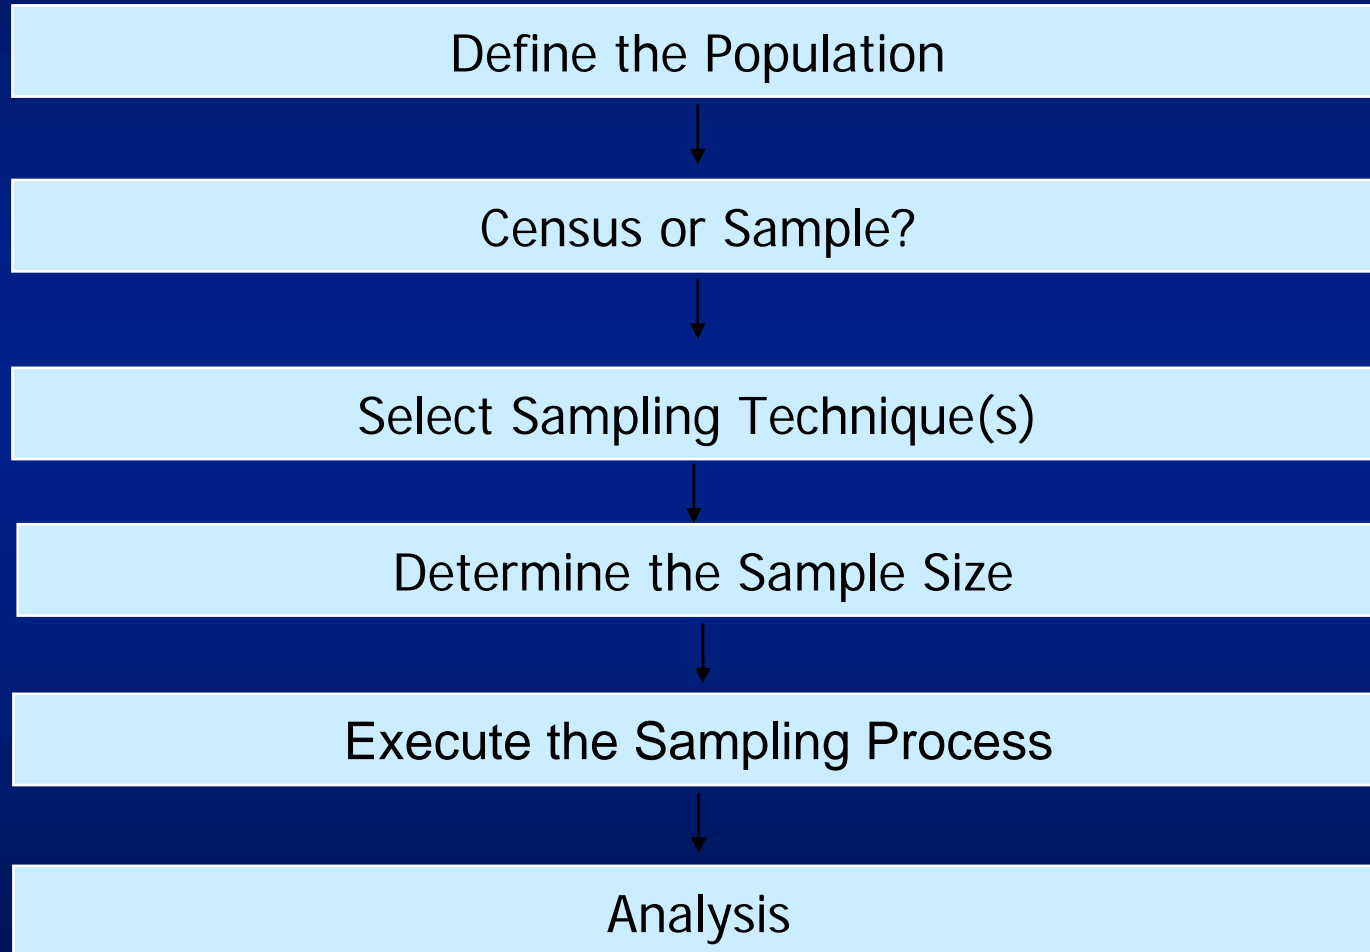 Define the Population
Census or Sample?
Select Sampling Technique(s)
Determine the Sample Size
Execute the Sampling Process
Analysis